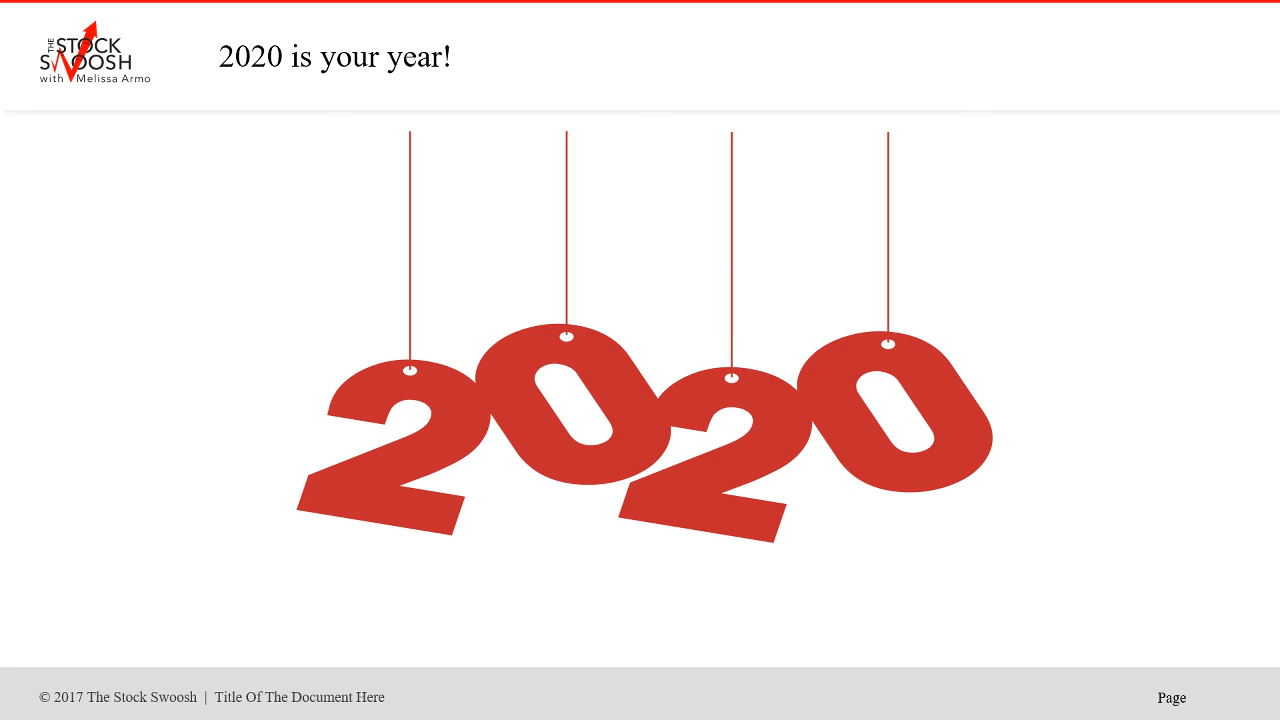 THE STOCK
SWOOSH
with Melissa Armo
2020 is your year!
2020
© 2017 The Stock Swoosh | Title Of The Document Here
Page